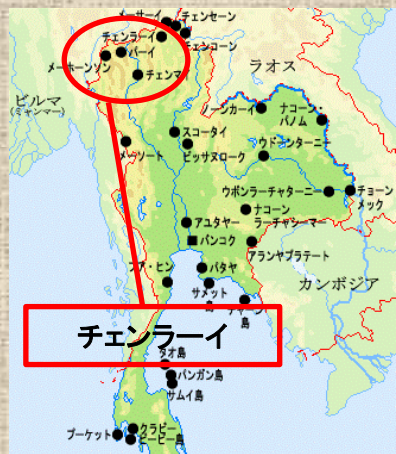 メーサーイ
チェンセーン
チェンラーイ
チェンコーン
パーイ
メーホーンソン
チェンマイ
ラオス
ビルマ
(ミャンマー)
ノーンカーイ
ナコーン・
パノム
スコータイ
ウドーンターニー
メーソート
ピッサヌローク
ウボンラーチャターニー
チョーン
メック
ナコーン
ラーチャシーマー
アユタヤー
バンコク
アランヤプラテート
カンボジア
フア・ヒン
パタヤ
サメット
チャーン
チェンラーイ
タオ島
パンガン島
サムイ島
プーケット
クラビー
ピーピー島